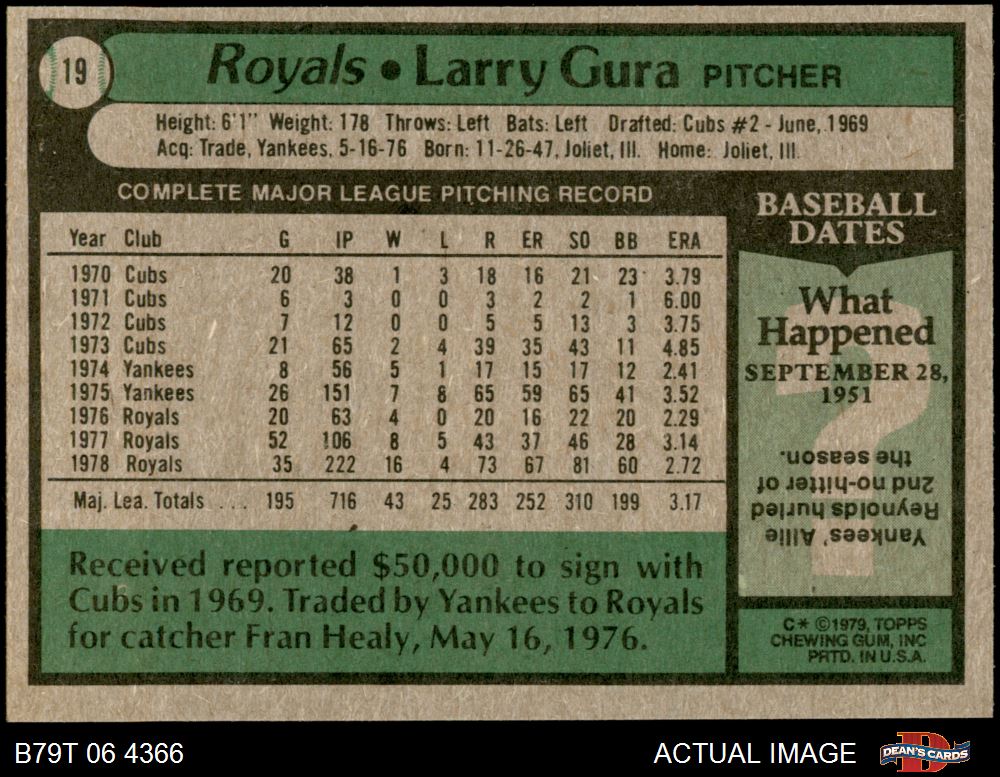 19
Royals • Larry Gura PITCHER
Height: 6'1" Weight: 178 Throws: Left Bats: Left Drafted: Cubs #2 - June, 1969
Acq: Trade, Yankees, 5-16-76 Born: 11-26-47, Joliet, Ill. Home: Joliet, Ill.
COMPLETE MAJOR LEAGUE PITCHING RECORD
Year Club G IP W L R ER SO BB ERA
1970 Cubs 20 38 1 3 18 16 21 23 3.79
1971 Cubs 6 3 0 0 3 2 2 1 6.00
1972 Cubs 7 12 0 0 5 5 13 3 3.75
1973 Cubs 21 65 2 4 39 35 43 11 4.85
1974 Yankees 8 56 5 1 17 15 17 12 2.41
1975 Yankees 26 151 7 8 65 59 65 41 3.52
1976 Royals 20 63 4 0 20 16 22 20 2.29
1977 Royals 52 106 8 5 43 37 46 28 3.14
1978 Royals 35 222 16 4 73 67 81 60 2.72
Maj. Lea. Totals . . . 195 716 43 25 283 252 310 199 3.17
Received reported $50,000 to sign with
Cubs in 1969. Traded by Yankees to Royals
for catcher Fran Healy, May 16, 1976.
BASEBALL
DATES
What
Happened
SEPTEMBER 28,
1951
Yankees' Allie
Reynolds hurled
2nd no-hitter of
the season.
C* ©1979, TOPPS
CHEWING GUM, INC
PRTD. IN U.S.A.
B79T 06 4366
ACTUAL IMAGE
DEAN'S CARDS